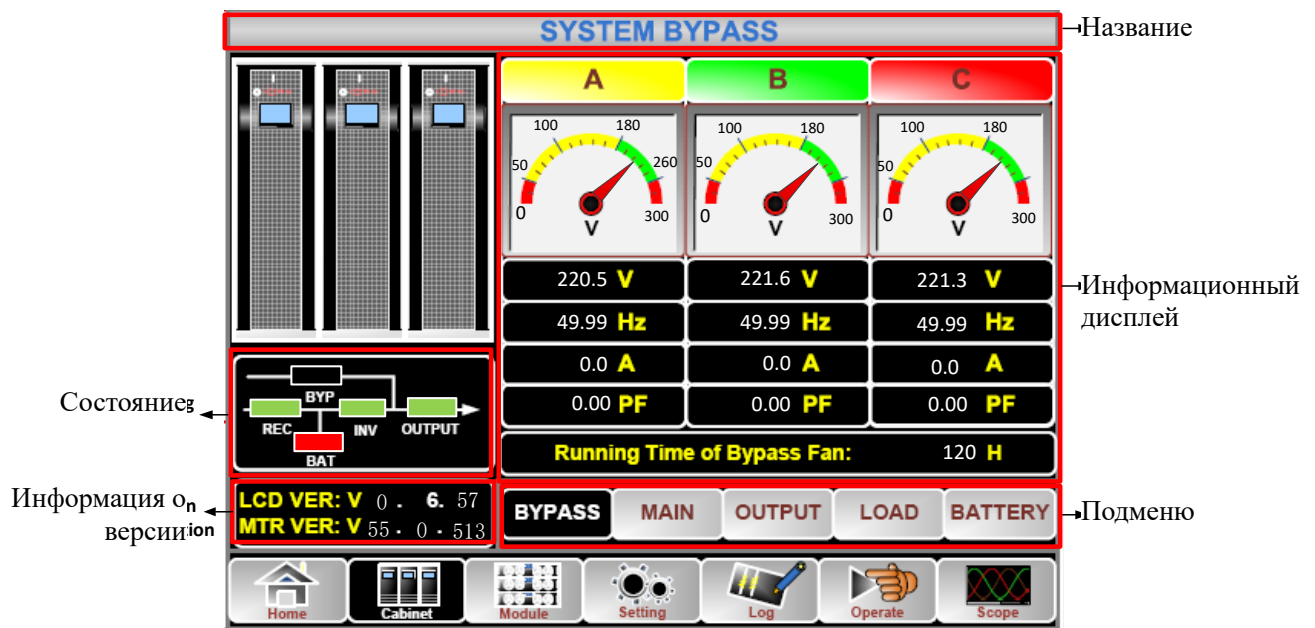 SYSTEM BYPASS
Название
A B C
100 180
50 260
0 300
V
100 180
50
0 300
V
100 180
50
0 300
V
220.5 V 221.6 V 221.3 V
49.99 Hz 49.99 Hz 49.99 Hz
0.0 A 0.0 A 0.0 A
0.00 PF 0.00 PF 0.00 PF
Running Time of Bypass Fan: 120 H
Информационный
дисплей
Состояние
BYP
REC INV OUTPUT
BAT
Информация о
версии
LCD VER: V 0 . 6. 57
MTR VER: V 55. 0 . 513
BYPASS MAIN OUTPUT LOAD BATTERY
Подменю
Home Cabinet Module Setting Log Operate Scope